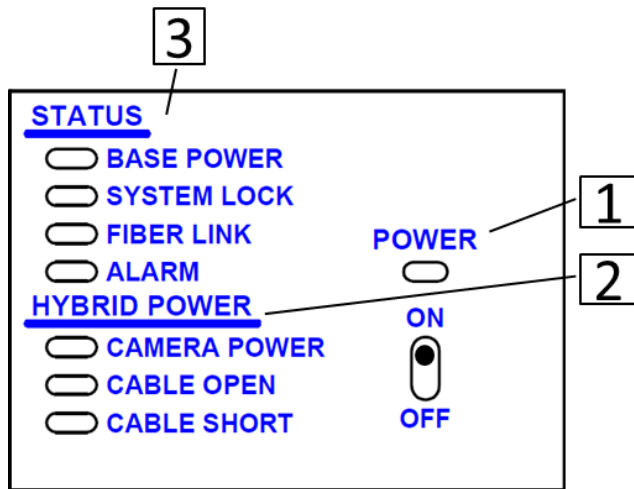 3
STATUS
BASE POWER
SYSTEM LOCK
FIBER LINK
ALARM
HYBRID POWER
CAMERA POWER
CABLE OPEN
CABLE SHORT
1
POWER
2
ON
OFF